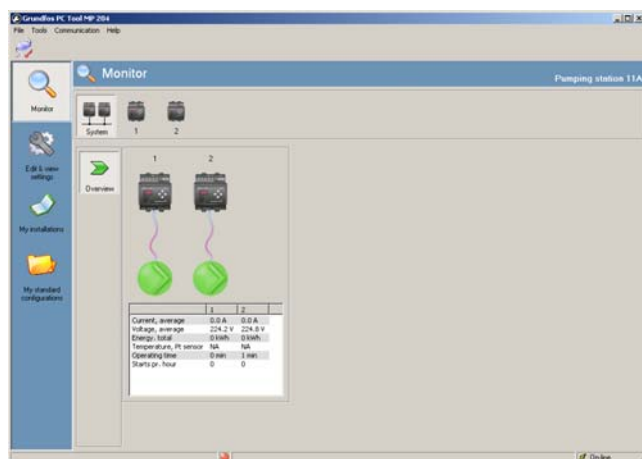 Grundfos PC Tool MP 204
File Tools Communication Help
Monitor
Pumping station 11A
Monitor
System 1 2
Edit & view
settings
Overview
1 2
My installations
My standard
configurations
1 2
Current, average 0.0 A 0.0 A
Voltage, average 224.2 V 224.8 V
Energy. total 0 kWh 0 kWh
Temperature, Pt sensor NA NA
Operating time 0 min 1 min
Starts pr. hour 0 0
On-line